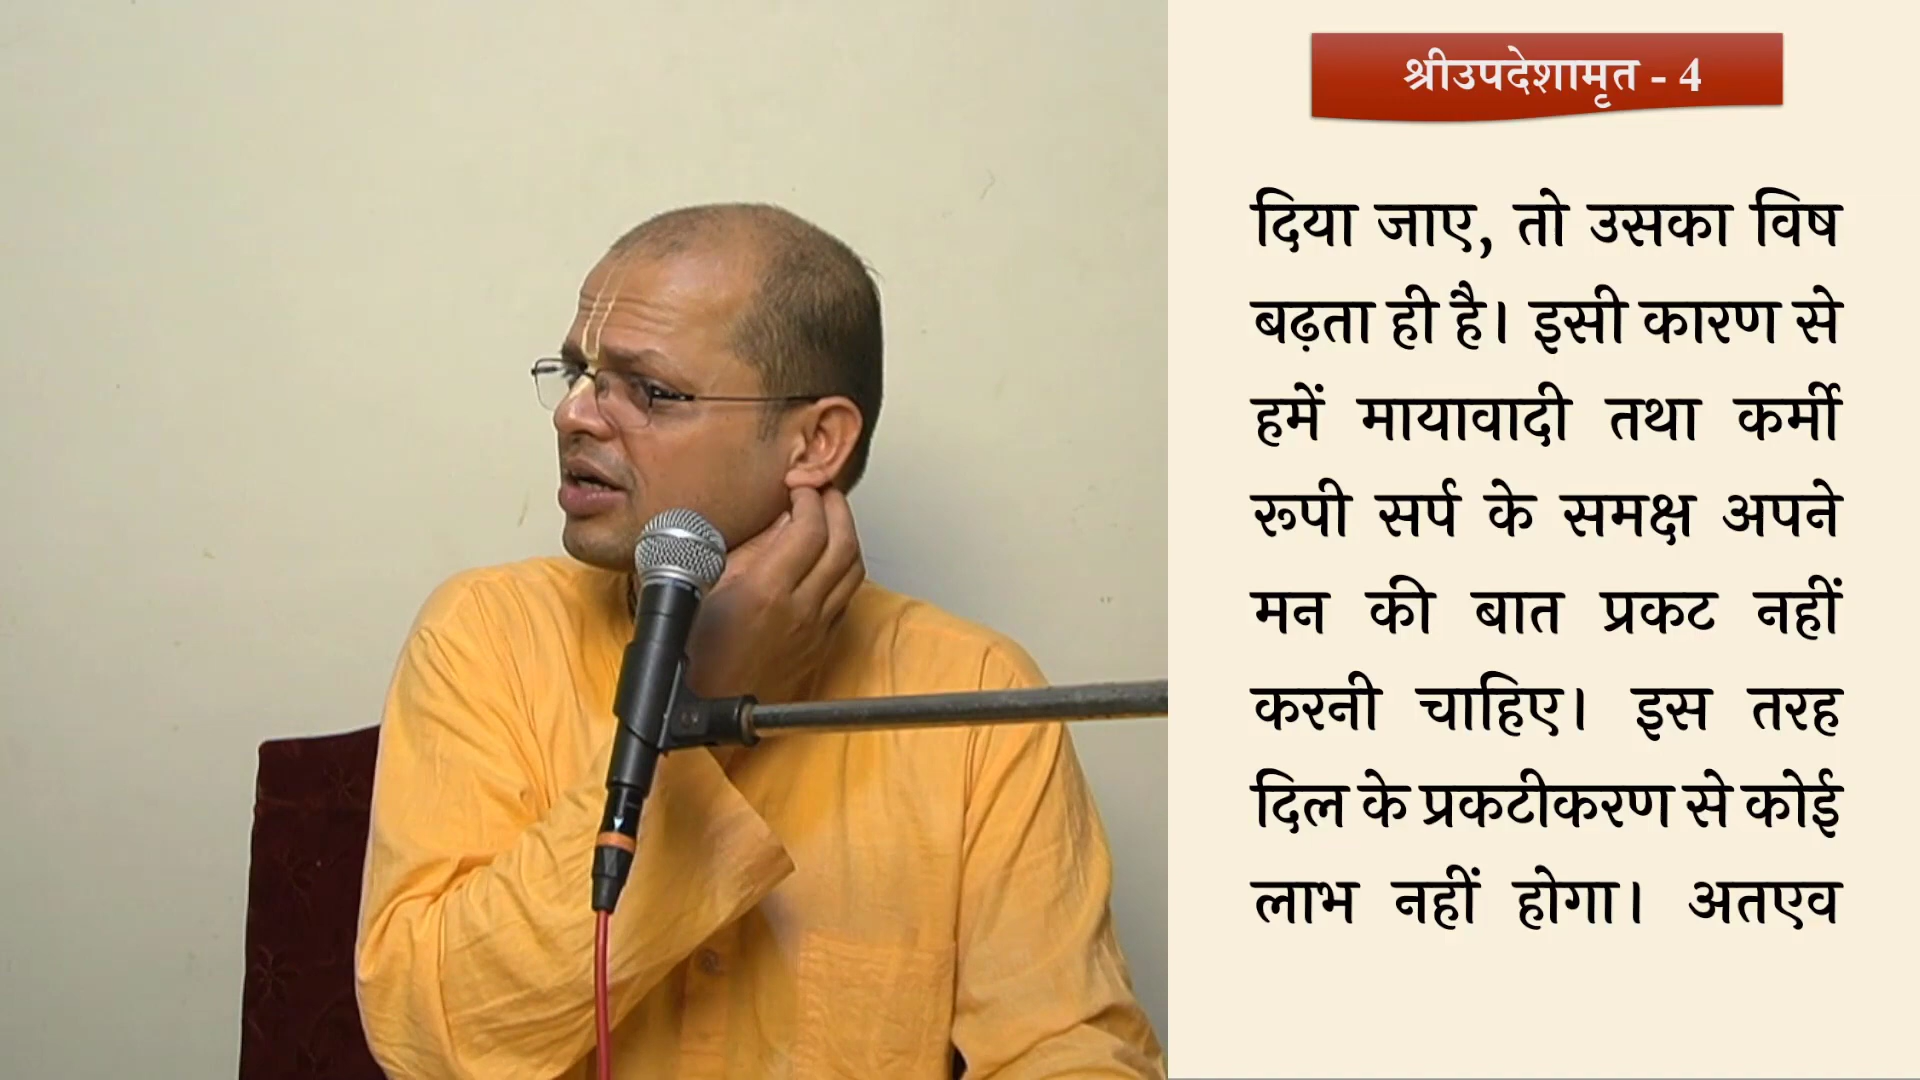 श्रीउपदेशामृत - 4
दिया जाए, तो उसका विष
बढ़ता ही है। इसी कारण से
हमें मायावादी तथा कर्मी
रूपी सर्प के समक्ष अपने
मन की बात प्रकट नहीं
करनी चाहिए। इस तरह
दिल के प्रकटीकरण से कोई
लाभ नहीं होगा। अतएव